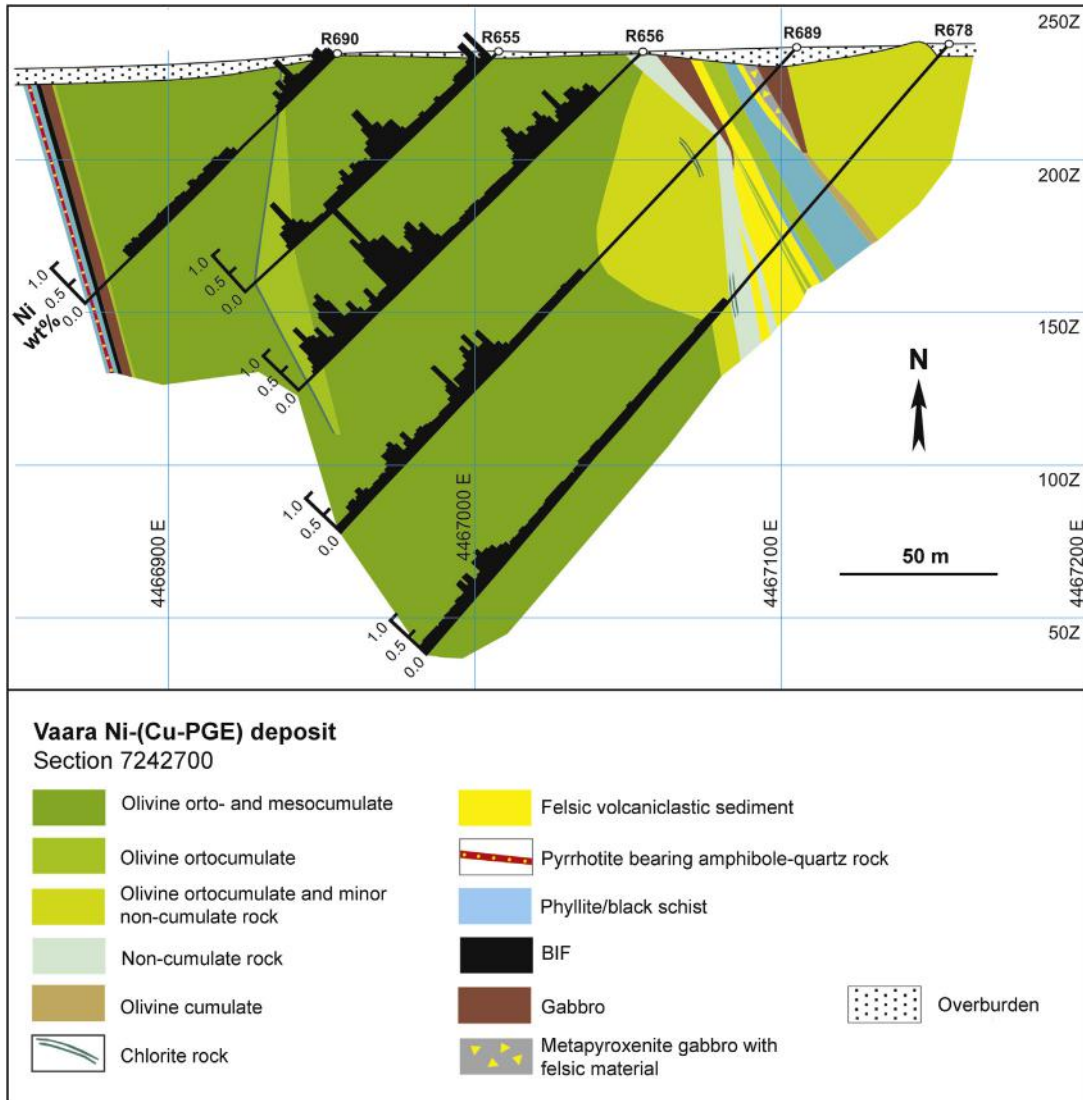 250Z
R690
R655
R656
R689
R678
200Z
1.0
0.5
0.0
Ni
wt%
1.0
0.5
0.0
150Z
1.0
0.5
0.0
N
100Z
1.0
0.5
0.0
4466900 E
4467000 E
4467100 E
4467200 E
50 m
1.0
0.5
0.0
50Z
Vaara Ni-(Cu-PGE) deposit
Section 7242700
Olivine orto- and mesocumulate
Olivine ortocumulate
Olivine ortocumulate and minor
non-cumulate rock
Non-cumulate rock
Olivine cumulate
Chlorite rock
Felsic volcaniclastic sediment
Pyrrhotite bearing amphibole-quartz rock
Phyllite/black schist
BIF
Gabbro
Metapyroxenite gabbro with
felsic material
Overburden